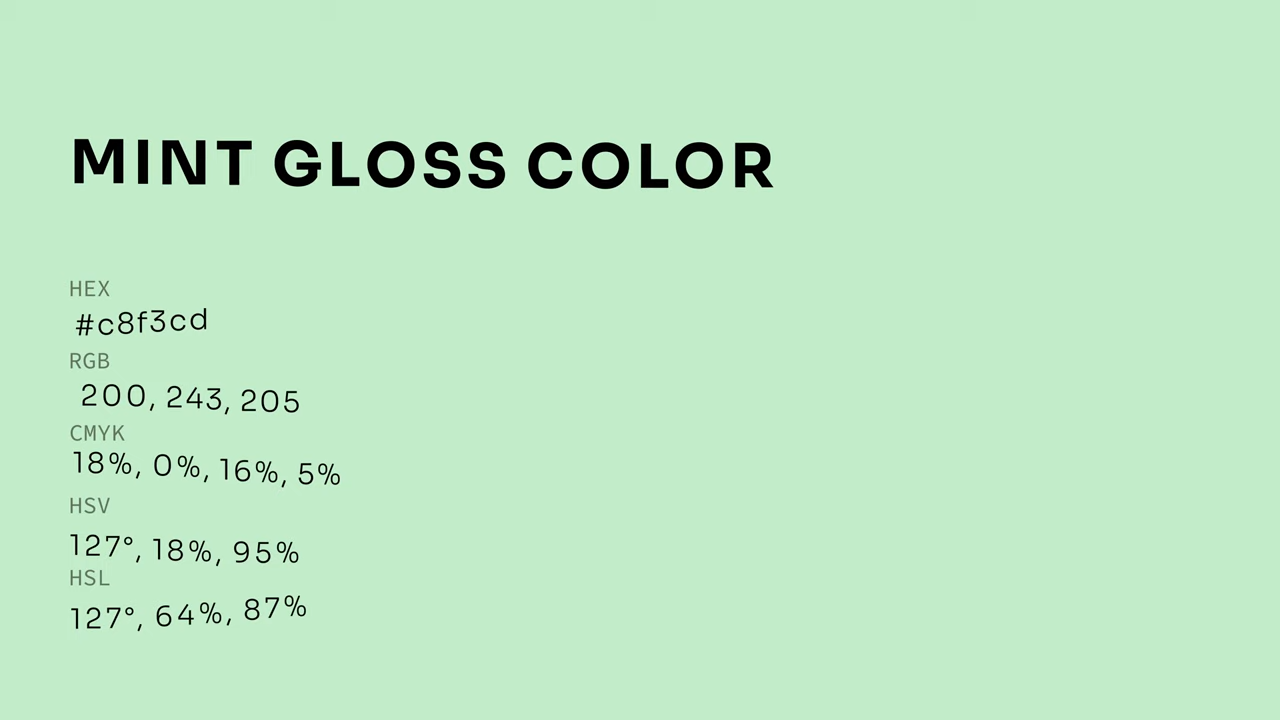 MINT GLOSS COLOR
HEX
#c8f3cd
RGB
200, 243, 205
CMYK
18%, 0%, 16%, 5%
HSV
127°, 18%, 95%
HSL
127°, 64%, 87%